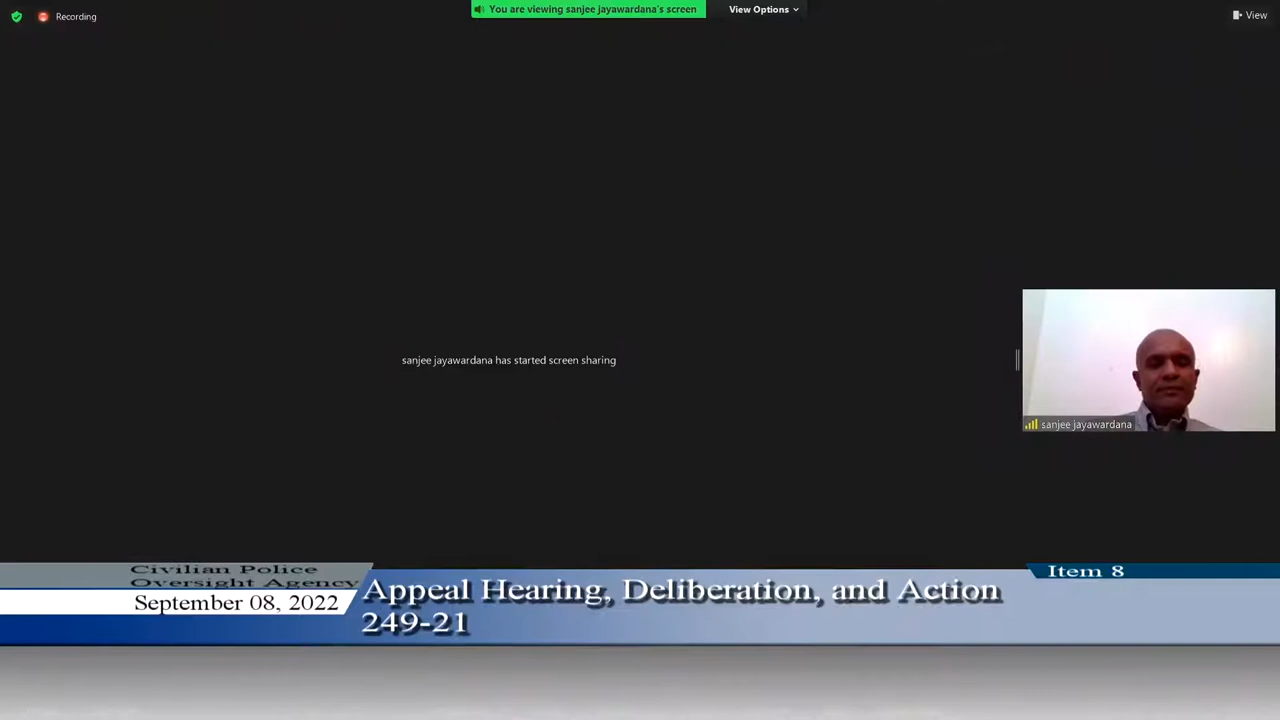 Recording
You are viewing sanjee jayawardana's screen
View Options
View
sanjee jayawardana has started screen sharing
sanjee jayawardana
Civilian Police
Oversight Agency
September 08, 2022
Appeal Hearing, Deliberation, and Action
249-21
Item 8